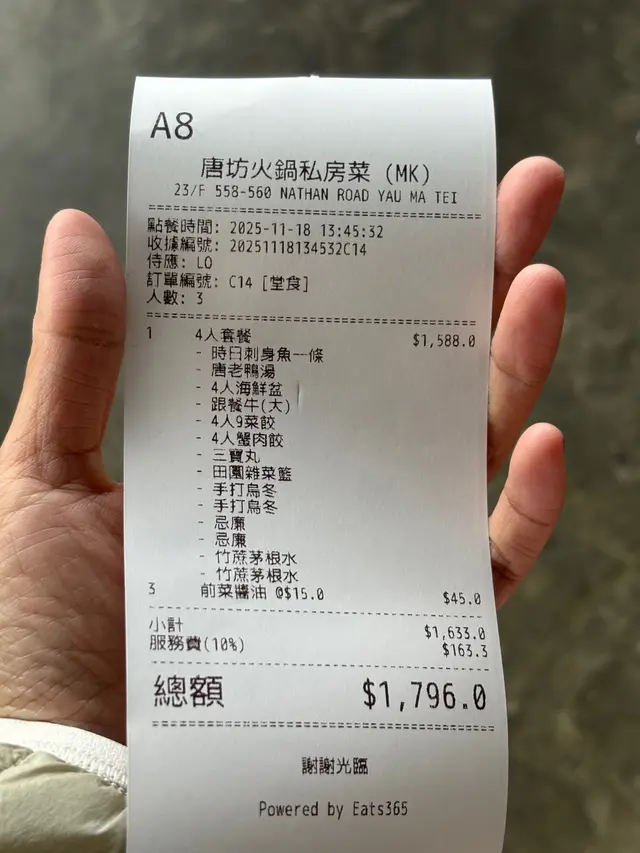 A8
唐坊火鍋私房菜 (MK)
23/F 558-560 NATHAN ROAD YAU MA TEI
點餐時間: 2025-11-18 13:45:32
收據編號: 20251118134532C14
侍應: LO
訂單編號: C14 [堂食]
人數: 3
1 4人套餐 $1,588.0
- 時日刺身魚一條
- 唐老鴨湯
- 4人海鮮盆
- 跟餐牛(大)
- 4人9菜餃
- 4人蟹肉餃
- 三寶丸
- 田園雜菜籃
- 手打烏冬
- 手打烏冬
- 忌廉
- 忌廉
- 竹蔗茅根水
- 竹蔗茅根水
3 前菜醬油 @$15.0 $45.0
小計 $1,633.0
服務費(10%) $163.3
總額 $1,796.0
謝謝光臨
Powered by Eats365